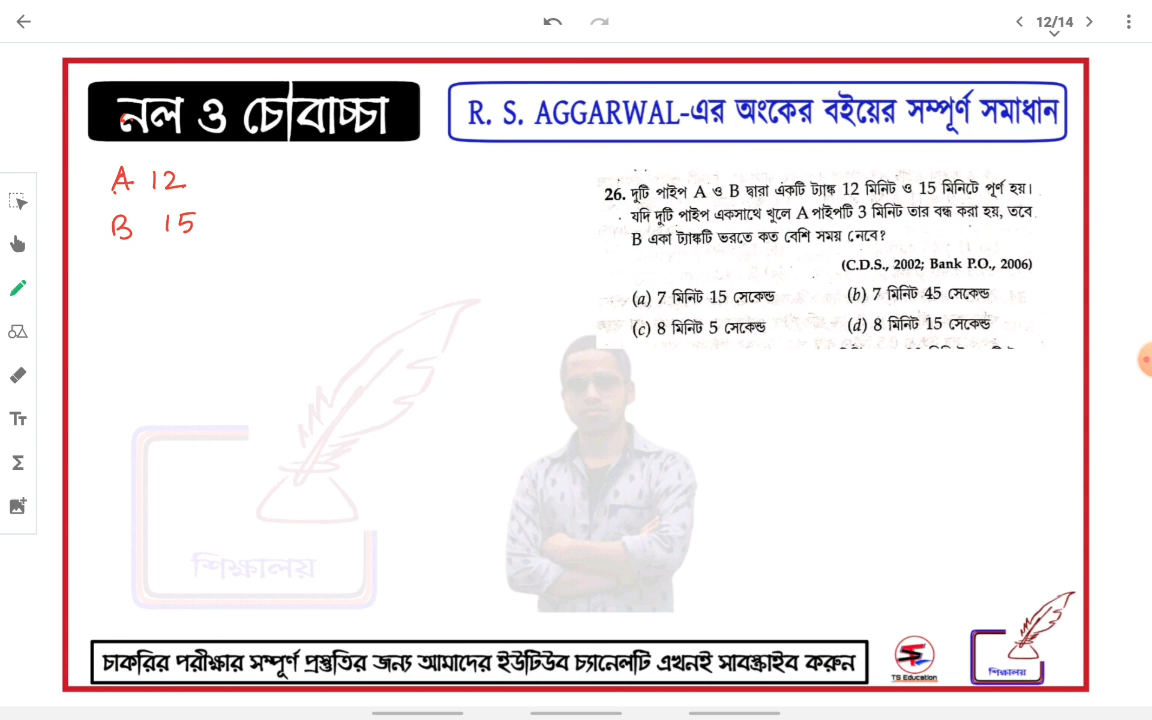 12/14
নল ও চৌবাচ্চা
R. S. AGGARWAL-এর অংকের বইয়ের সম্পূর্ণ সমাধান
A 12
B 15
26. দুটি পাইপ A ও B দ্বারা একটি ট্যাঙ্ক 12 মিনিট ও 15 মিনিটে পূর্ণ হয়।
যদি দুটি পাইপ একসাথে খুলে A পাইপটি 3 মিনিট তার বন্ধ করা হয়, তবে
B একা ট্যাঙ্কটি ভরতে কত বেশি সময় নেবে?
(C.D.S., 2002; Bank P.O., 2006)
(a) 7 মিনিট 15 সেকেন্ড (b) 7 মিনিট 45 সেকেন্ড
(c) 8 মিনিট 5 সেকেন্ড (d) 8 মিনিট 15 সেকেন্ড
শিক্ষালয়
চাকরির পরীক্ষার সম্পূর্ণ প্রস্তুতির জন্য আমাদের ইউটিউব চ্যানেলটি এখনই সাবস্ক্রাইব করুন
TS Education
শিক্ষালয়